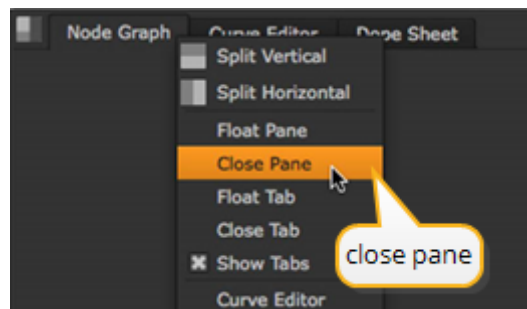 Node Graph Curve Editor Dope Sheet
Split Vertical
Split Horizontal
Float Pane
Close Pane
Float Tab
Close Tab
close pane
Show Tabs
Curve Editor